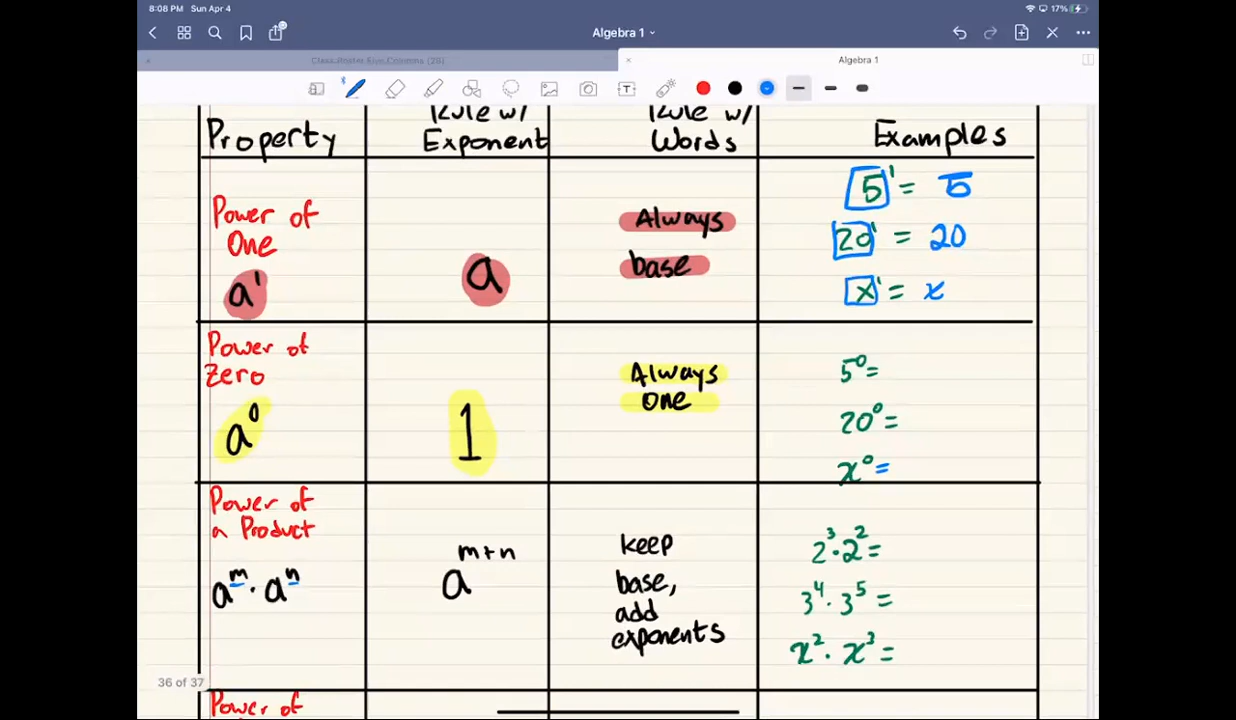 8:08 PM Sun Apr 4
17%
Algebra 1
Algebra 1
Rule w/
Exponent
Rule w/
Words
Property
Examples
Power of
One
a¹
a
Always
base
5¹ = 5
20¹ = 20
x¹ = x
Power of
Zero
a⁰
1
Always
one
5⁰=
20⁰=
x⁰=
Power of
a Product
aᵐ · aⁿ
aᵐ⁺ⁿ
keep
base,
add
exponents
2³·2²=
3⁴·3⁵=
x²·x³=
36 of 37
Power of